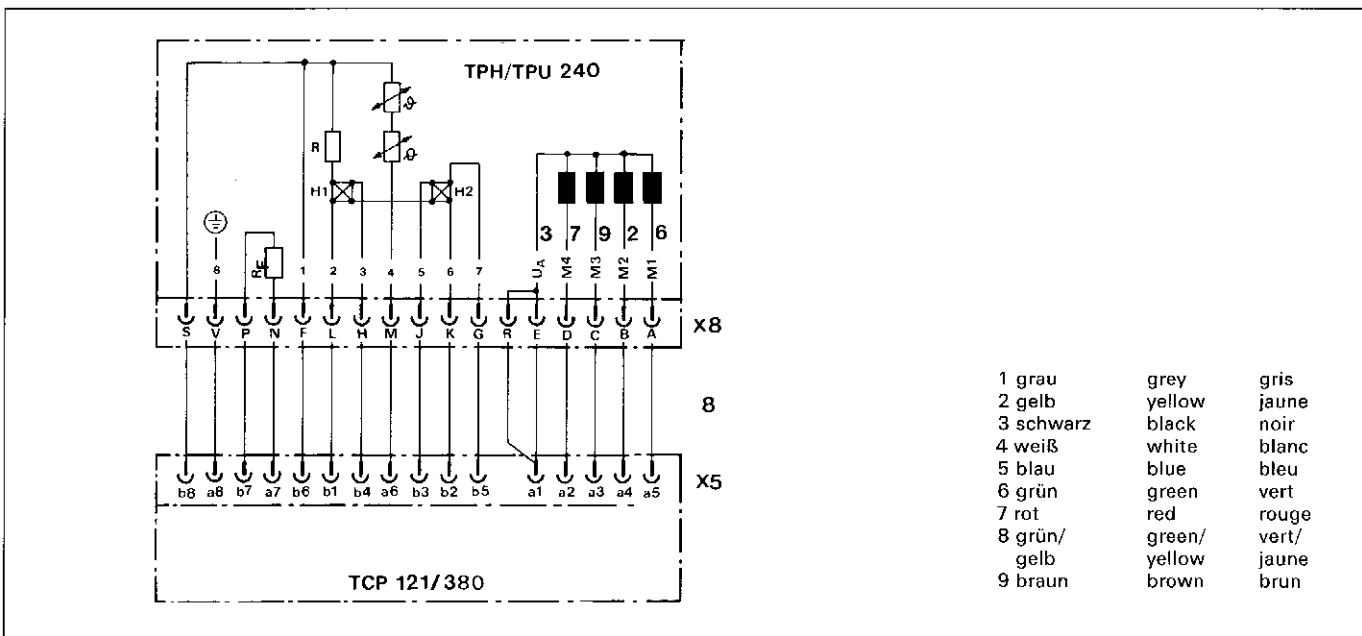 TPH/TPU 240
ϑ
ϑ
R
H1
H2
3 7 9 2 6
8
RE
1 2 3 4 5 6 7
UA M4 M3 M2 M1
S V P N F L H M J K G R E D C B A
X8
8
X5
b8 a8 b7 a7 b6 b1 b4 a6 b3 b2 b5 a1 a2 a3 a4 a5
TCP 121/380
1 grau grey gris
2 gelb yellow jaune
3 schwarz black noir
4 weiß white blanc
5 blau blue bleu
6 grün green vert
7 rot red rouge
8 grün/ green/ vert/
gelb yellow jaune
9 braun brown brun